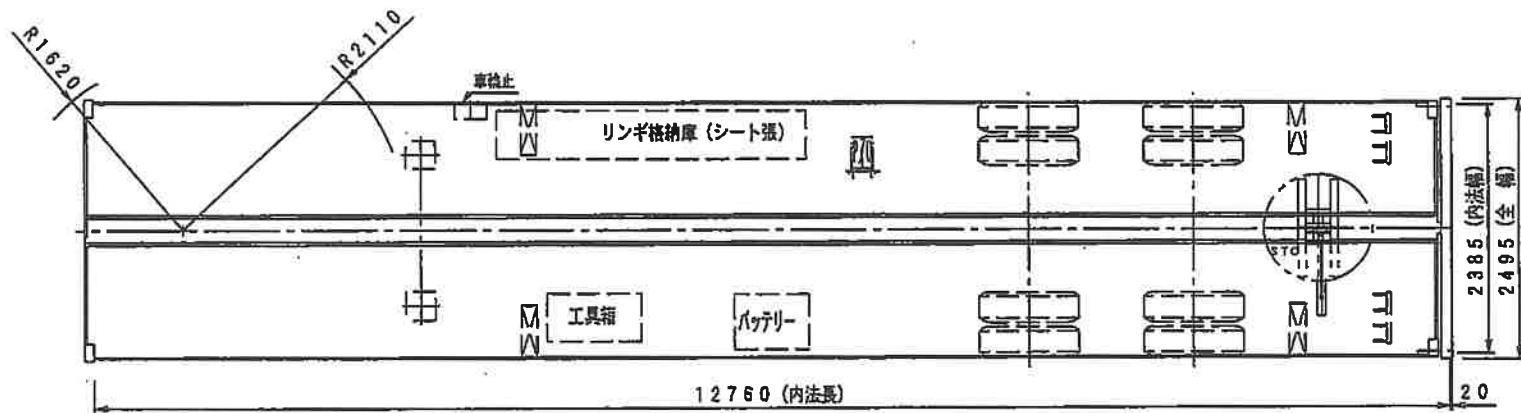 R1620
R2110
車輪止
リンギ格納庫（シート張）
STD
工具箱
バッテリー
2385（内法幅）
2495（全　幅）
12760（内法長）
20